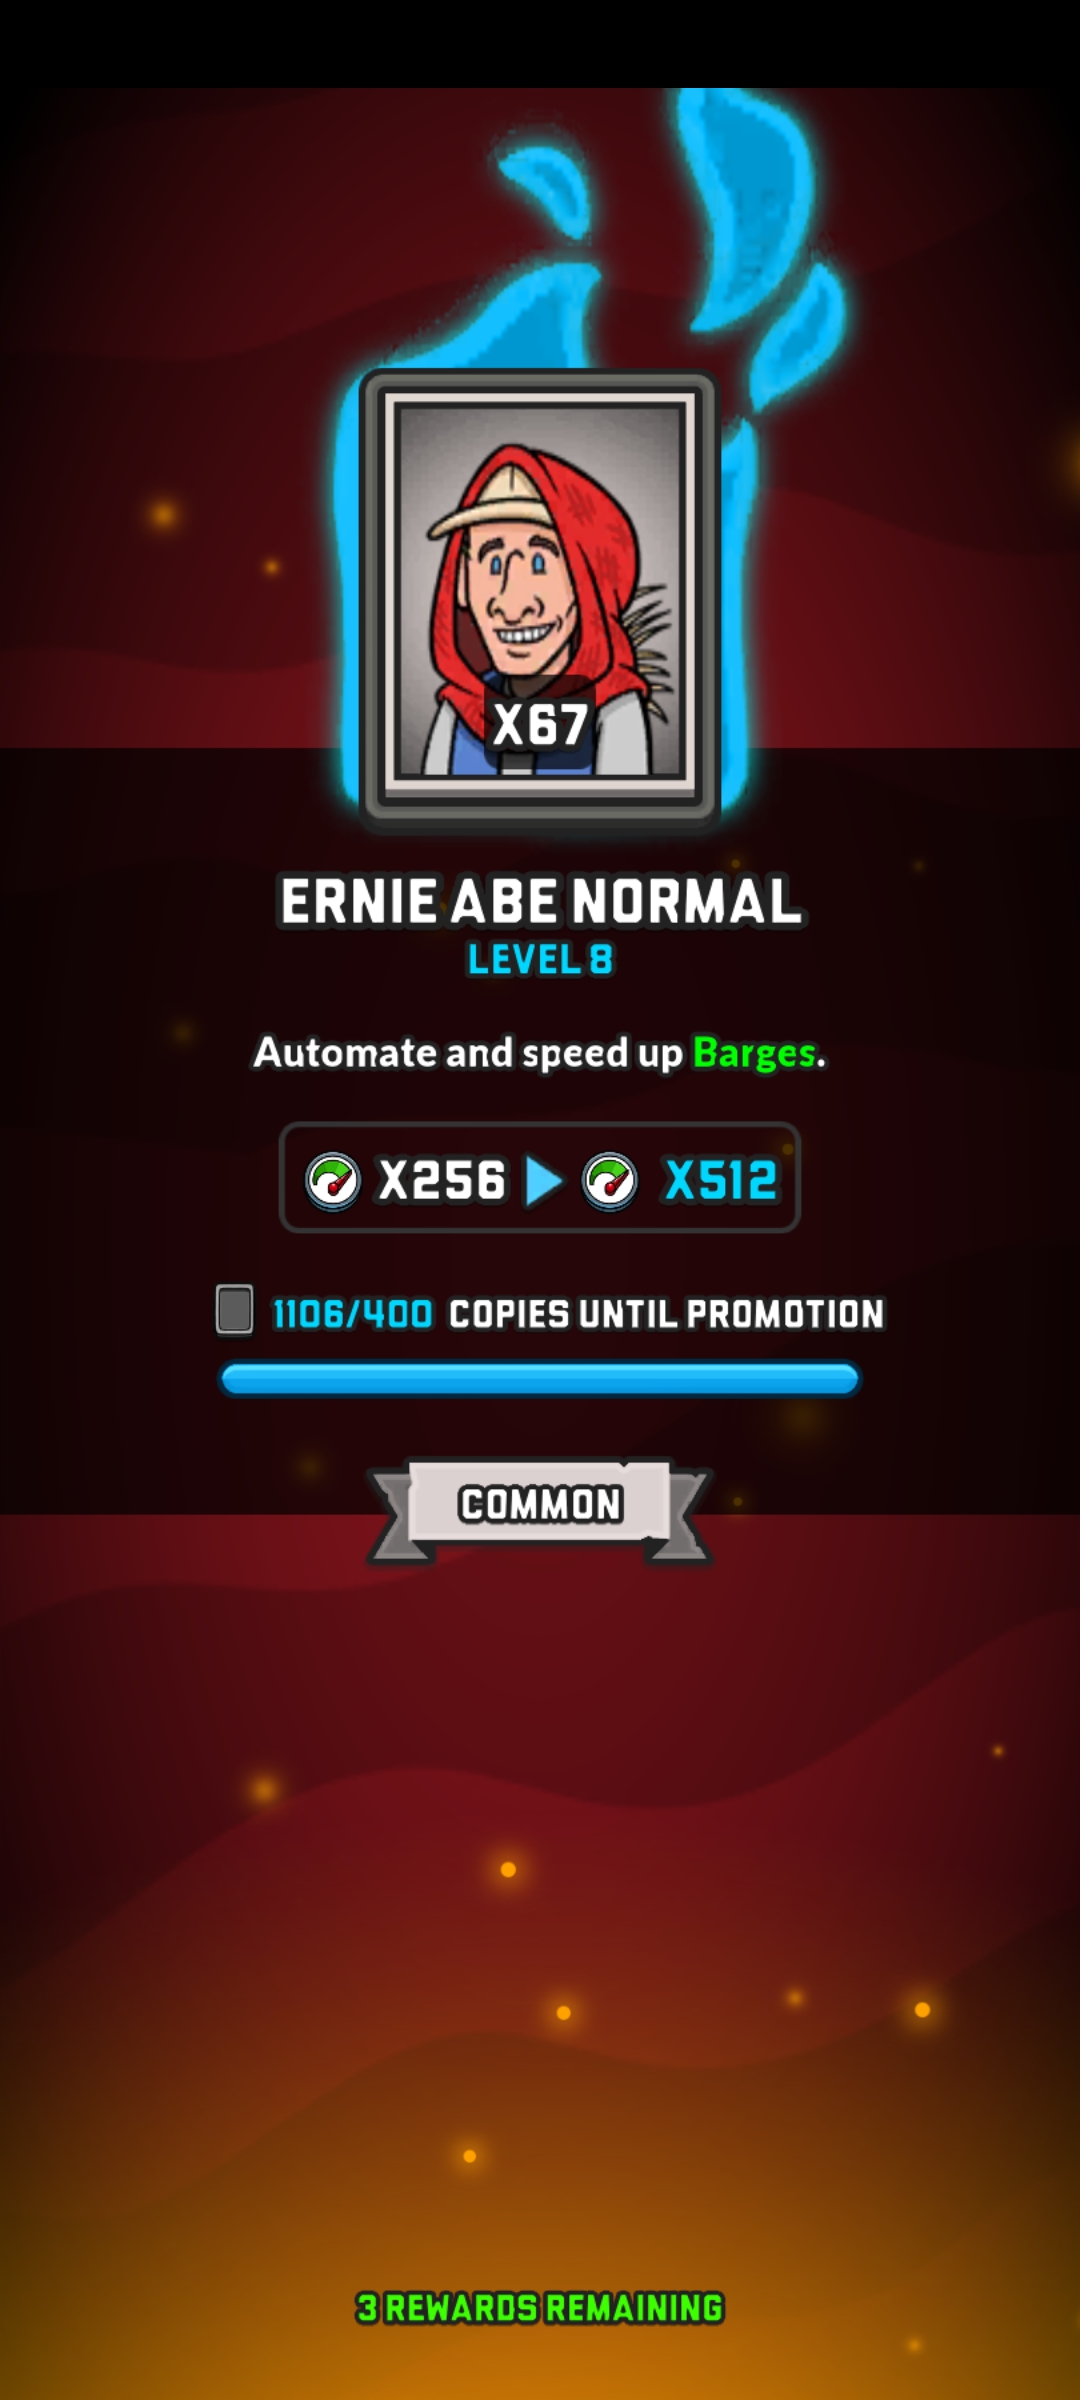 X67
ERNIE ABE NORMAL
LEVEL 8
Automate and speed up Barges.
X256 X512
1106/400 COPIES UNTIL PROMOTION
COMMON
3 REWARDS REMAINING